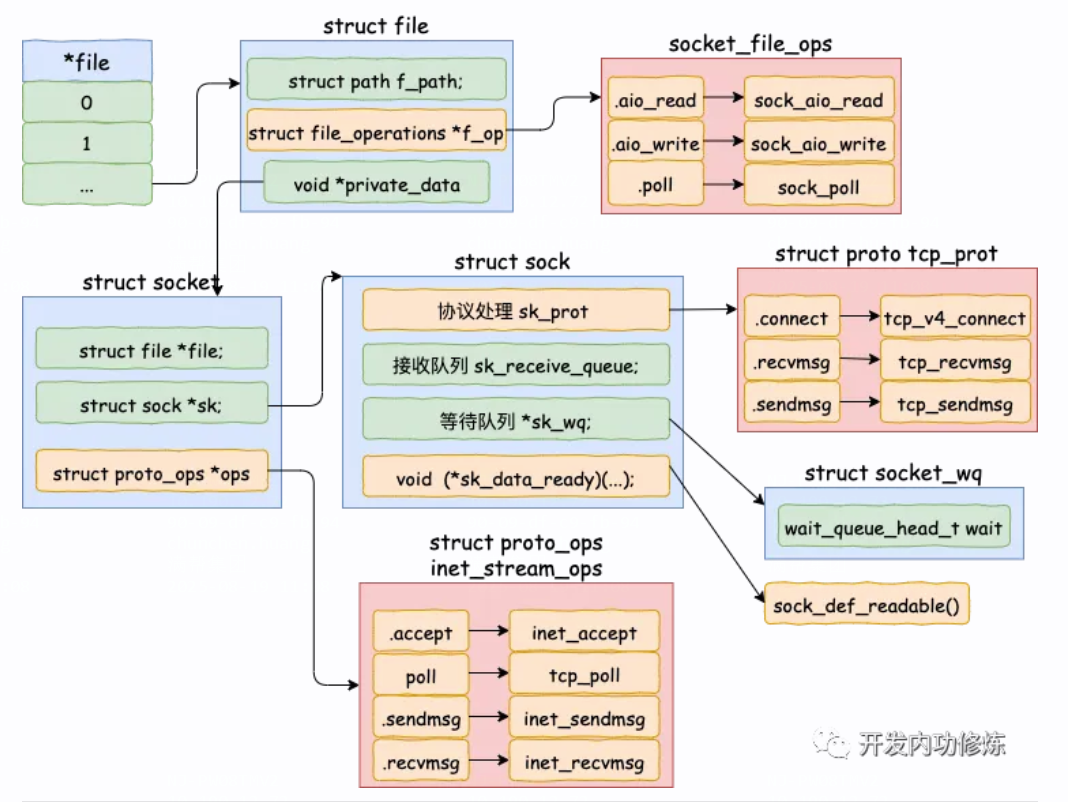 struct file
*file
0
1
...
struct path f_path;
struct file_operations *f_op
void *private_data
socket_file_ops
.aio_read
sock_aio_read
.aio_write
sock_aio_write
.poll
sock_poll
struct socket
struct file *file;
struct sock *sk;
struct proto_ops *ops
struct sock
协议处理 sk_prot
接收队列 sk_receive_queue;
等待队列 *sk_wq;
void (*sk_data_ready)(...);
struct proto tcp_prot
.connect
tcp_v4_connect
.recvmsg
tcp_recvmsg
.sendmsg
tcp_sendmsg
struct socket_wq
wait_queue_head_t wait
sock_def_readable()
struct proto_ops
inet_stream_ops
.accept
inet_accept
poll
tcp_poll
.sendmsg
inet_sendmsg
.recvmsg
inet_recvmsg
开发内功修炼